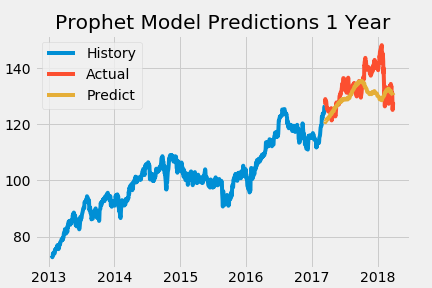 Prophet Model Predictions 1 Year
History
Actual
Predict
140
120
100
80
2013 2014 2015 2016 2017 2018